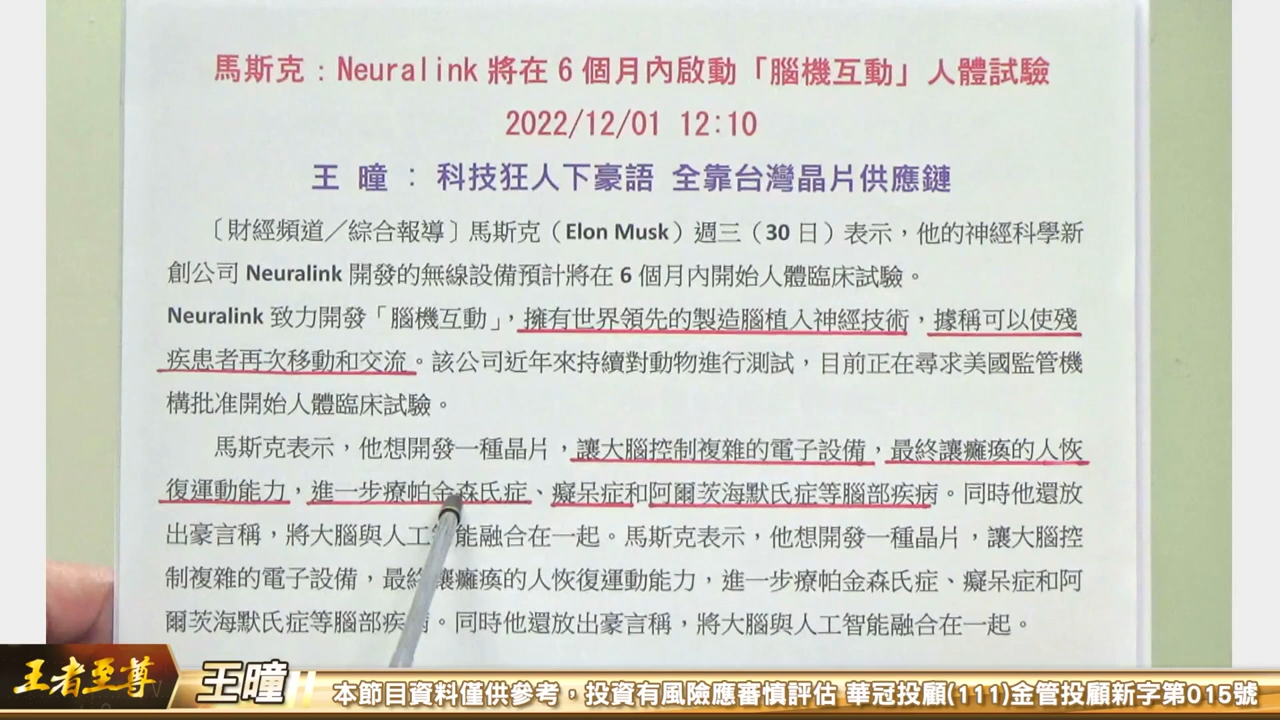 馬斯克：Neuralink 將在 6 個月內啟動「腦機互動」人體試驗
2022/12/01 12:10
王 曈 ： 科技狂人下豪語 全靠台灣晶片供應鏈
〔財經頻道／綜合報導〕馬斯克（Elon Musk）週三（30 日）表示，他的神經科學新
創公司 Neuralink 開發的無線設備預計將在 6 個月內開始人體臨床試驗。
Neuralink 致力開發「腦機互動」，擁有世界領先的製造腦植入神經技術，據稱可以使殘
疾患者再次移動和交流。該公司近年來持續對動物進行測試，目前正在尋求美國監管機
構批准開始人體臨床試驗。
馬斯克表示，他想開發一種晶片，讓大腦控制複雜的電子設備，最終讓癱瘓的人恢
復運動能力，進一步療帕金森氏症、癡呆症和阿爾茨海默氏症等腦部疾病。同時他還放
出豪言稱，將大腦與人工智能融合在一起。馬斯克表示，他想開發一種晶片，讓大腦控
制複雜的電子設備，最終讓癱瘓的人恢復運動能力，進一步療帕金森氏症、癡呆症和阿
爾茨海默氏症等腦部疾病。同時他還放出豪言稱，將大腦與人工智能融合在一起。
王者至尊 王曈 本節目資料僅供參考，投資有風險應審慎評估 華冠投顧(111)金管投顧新字第015號